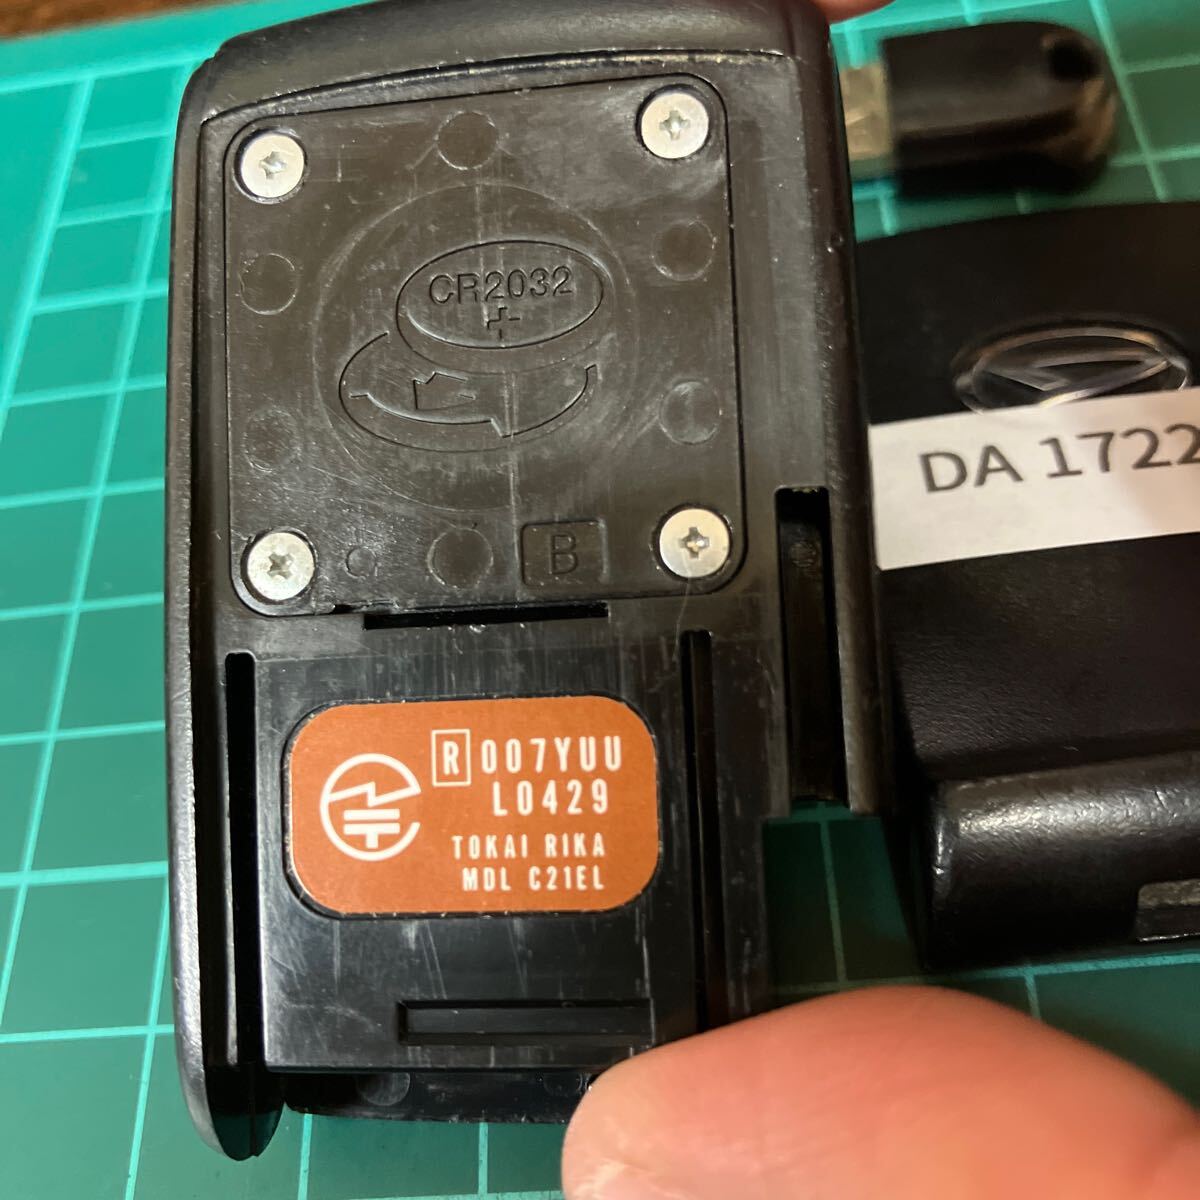 CR2032
+
B
R 007YUU
L0429
TOKAI RIKA
MDL C21EL
DA 1722